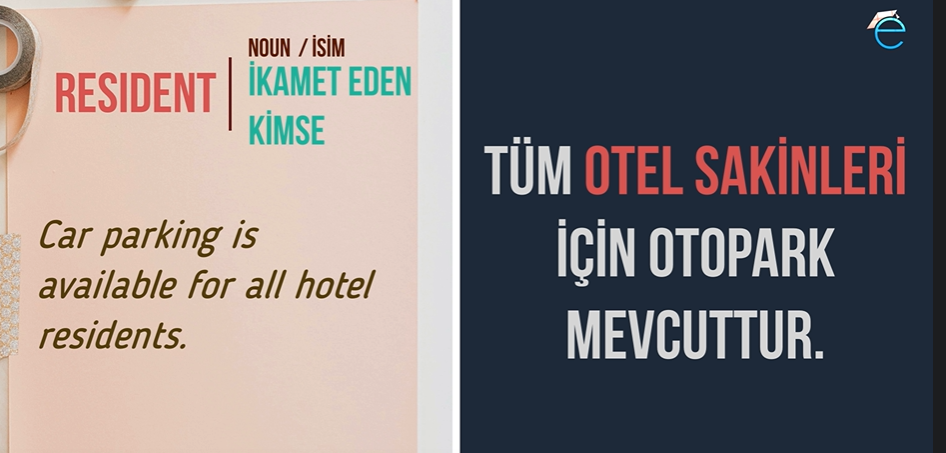 RESIDENT
NOUN / İSİM
İKAMET EDEN
KİMSE
Car parking is
available for all hotel
residents.
e
TÜM OTEL SAKİNLERİ
İÇİN OTOPARK
MEVCUTTUR.